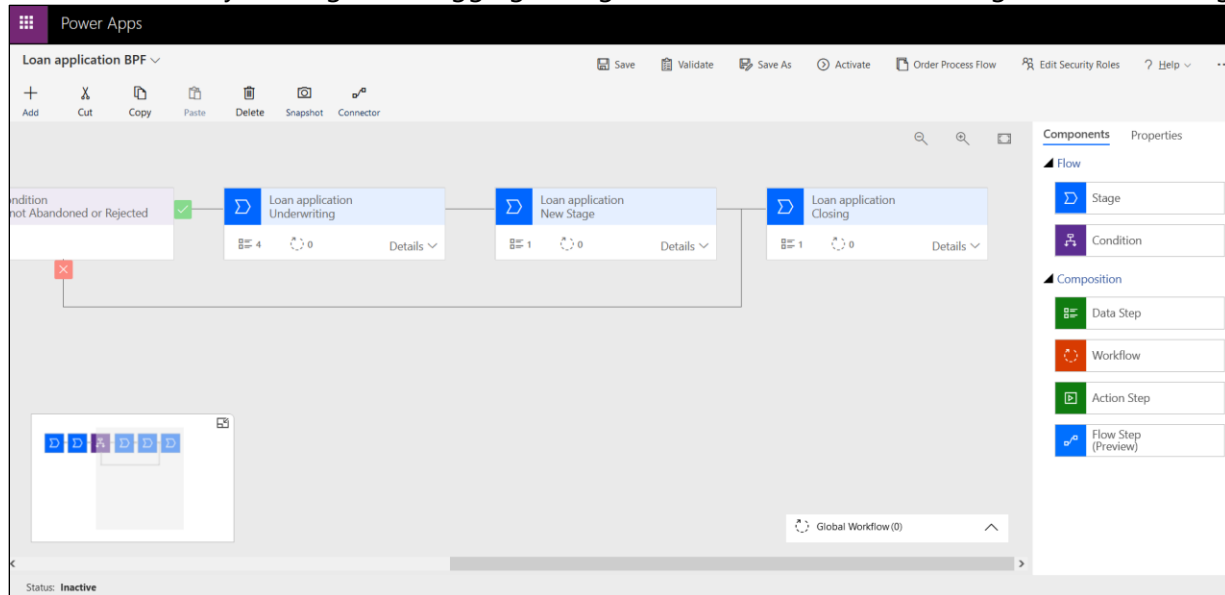 Power Apps
Loan application BPF
Save
Validate
Save As
Activate
Order Process Flow
Edit Security Roles
? Help
Add
Cut
Copy
Paste
Delete
Snapshot
Connector
Components
Properties
Flow
Stage
Condition
Composition
Data Step
Workflow
Action Step
Flow Step
(Preview)
not Abandoned or Rejected
Loan application
Underwriting
4
0
Details
Loan application
New Stage
1
0
Details
Loan application
Closing
1
0
Details
Global Workflow (0)
Status: Inactive